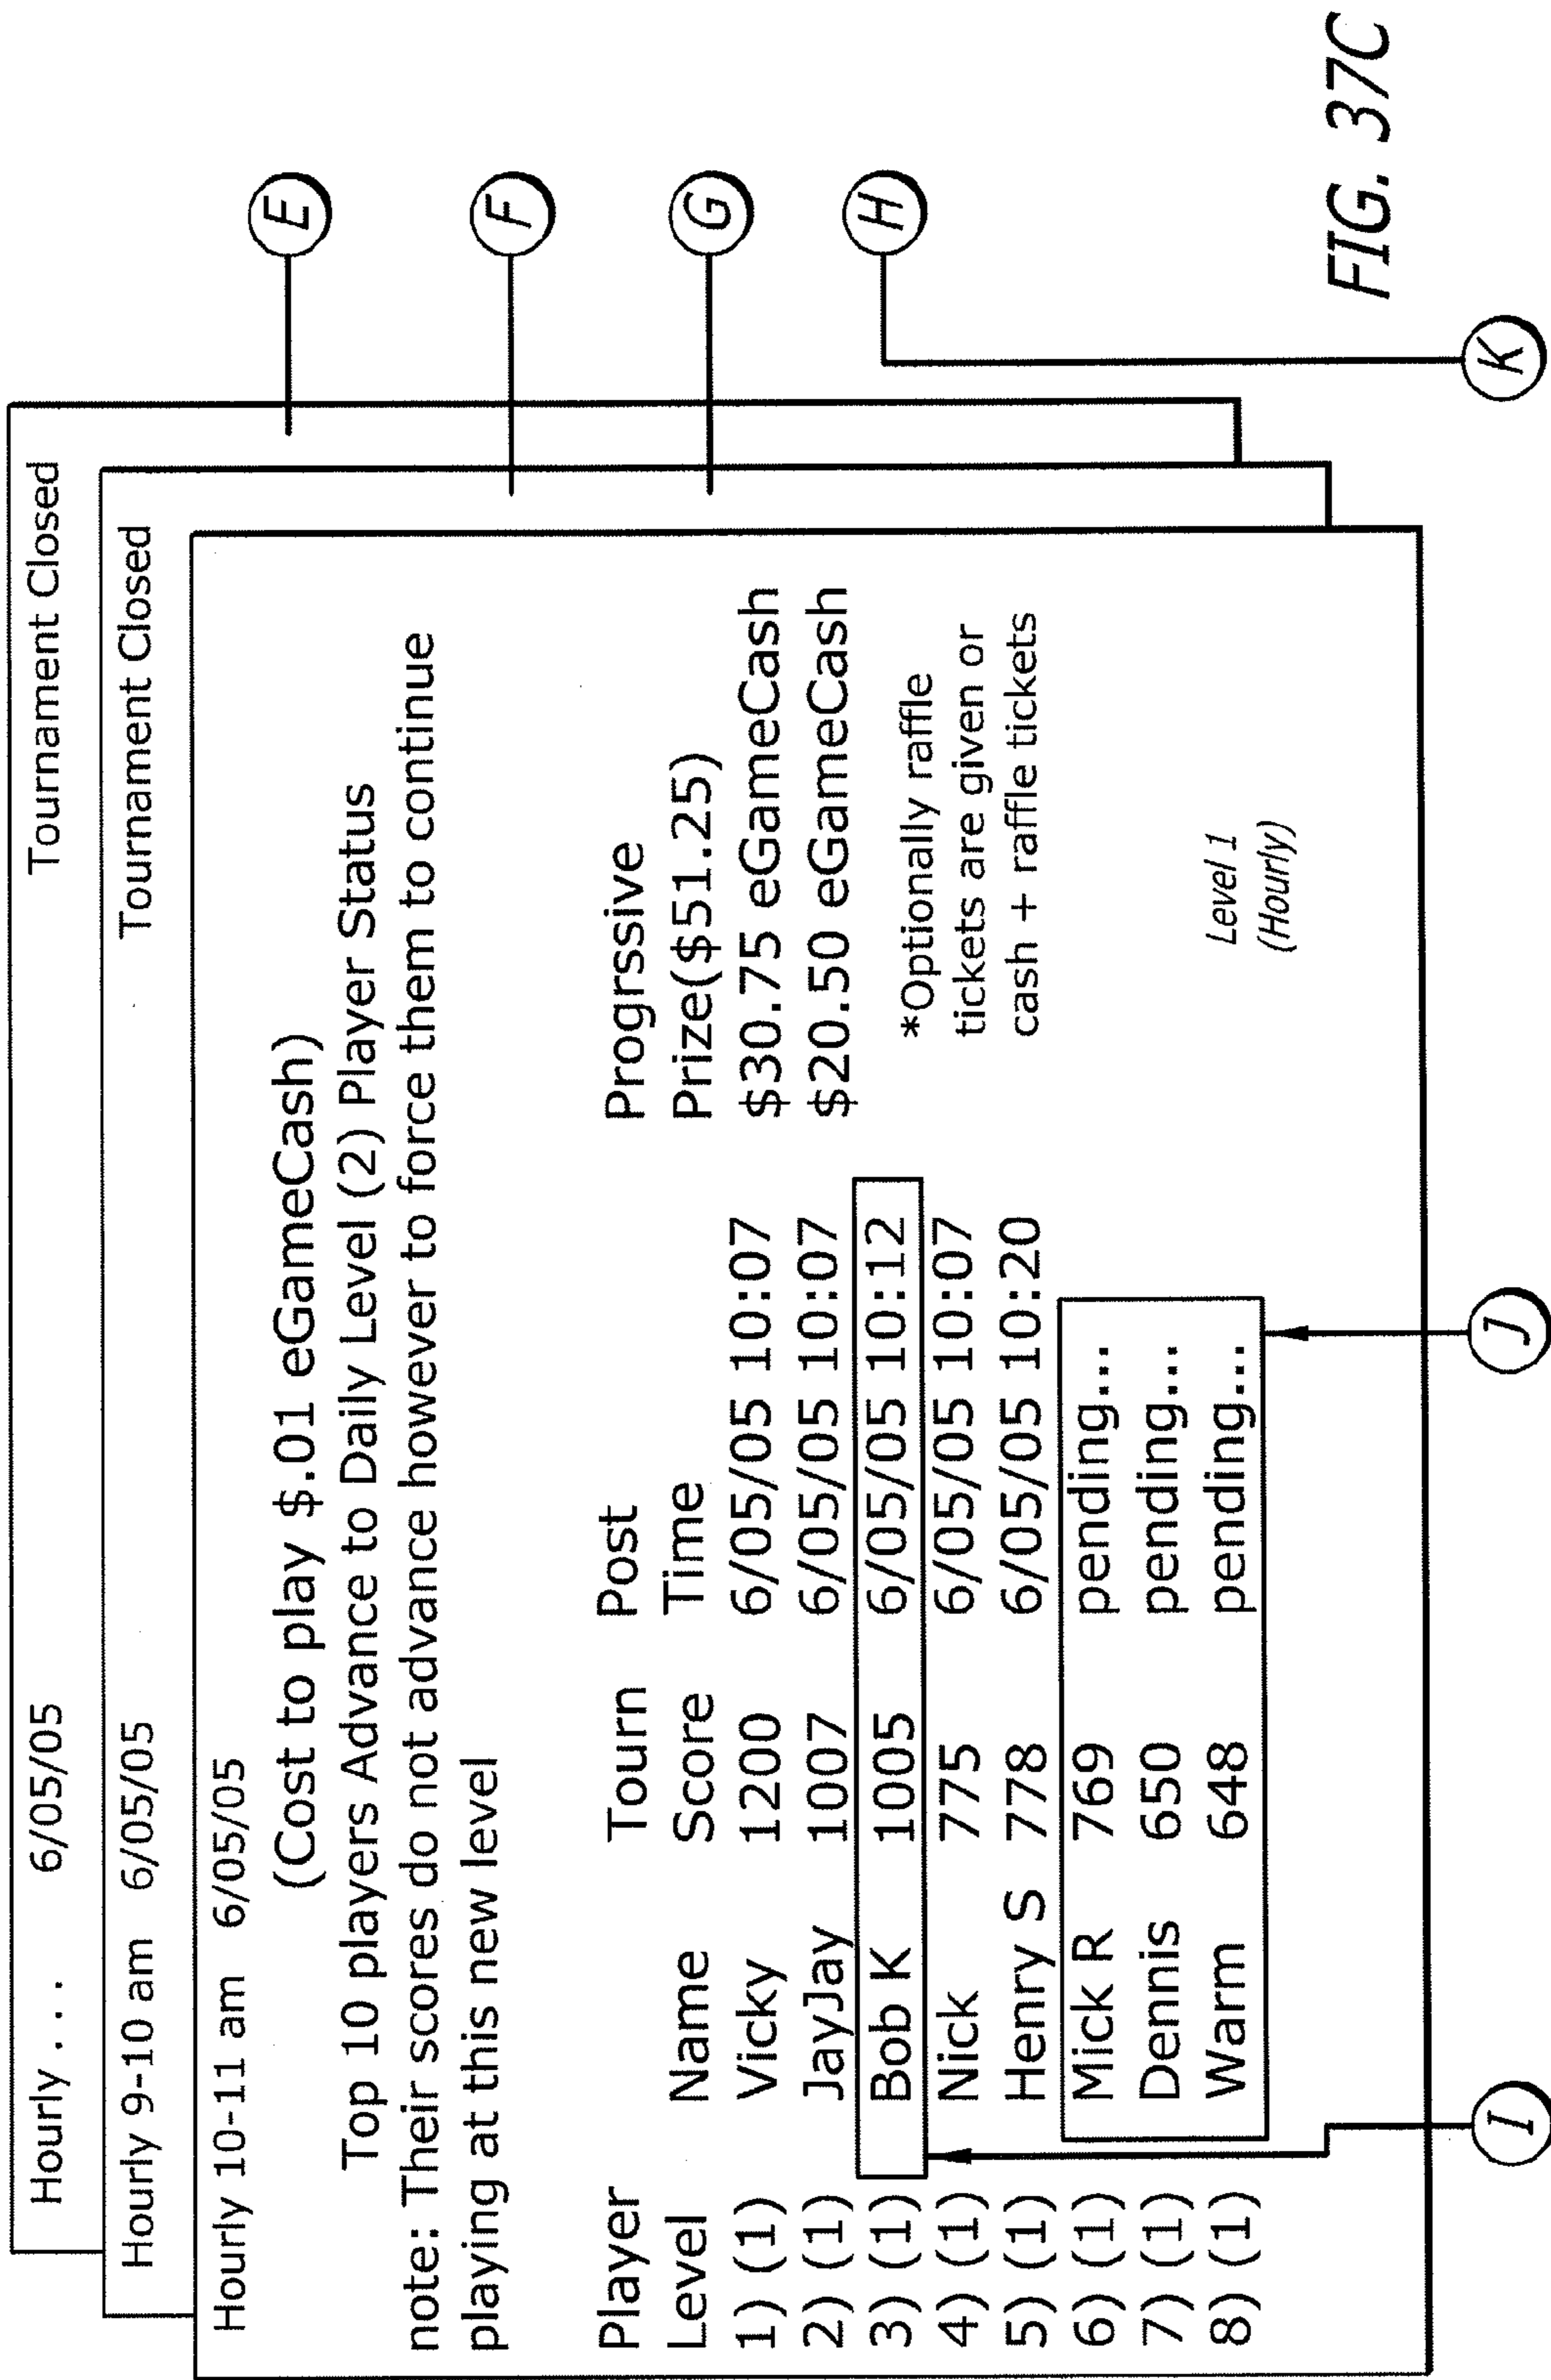 Hourly . . . 6/05/05 Tournament Closed
Hourly 9-10 am 6/05/05 Tournament Closed
Hourly 10-11 am 6/05/05
(Cost to play $.01 eGameCash)
Top 10 players Advance to Daily Level (2) Player Status
note: Their scores do not advance however to force them to continue
playing at this new level
Player Tourn Post Progrssive
Level Name Score Time Prize($51.25)
1) (1) Vicky 1200 6/05/05 10:07 $30.75 eGameCash
2) (1) JayJay 1007 6/05/05 10:07 $20.50 eGameCash
3) (1) Bob K 1005 6/05/05 10:12
4) (1) Nick 775 6/05/05 10:07
5) (1) Henry S 778 6/05/05 10:20
6) (1) Mick R 769 pending...
7) (1) Dennis 650 pending...
8) (1) Warm 648 pending...
*Optionally raffle
tickets are given or
cash + raffle tickets
Level 1
(Hourly)
E
F
G
H
I
J
K
FIG. 37C